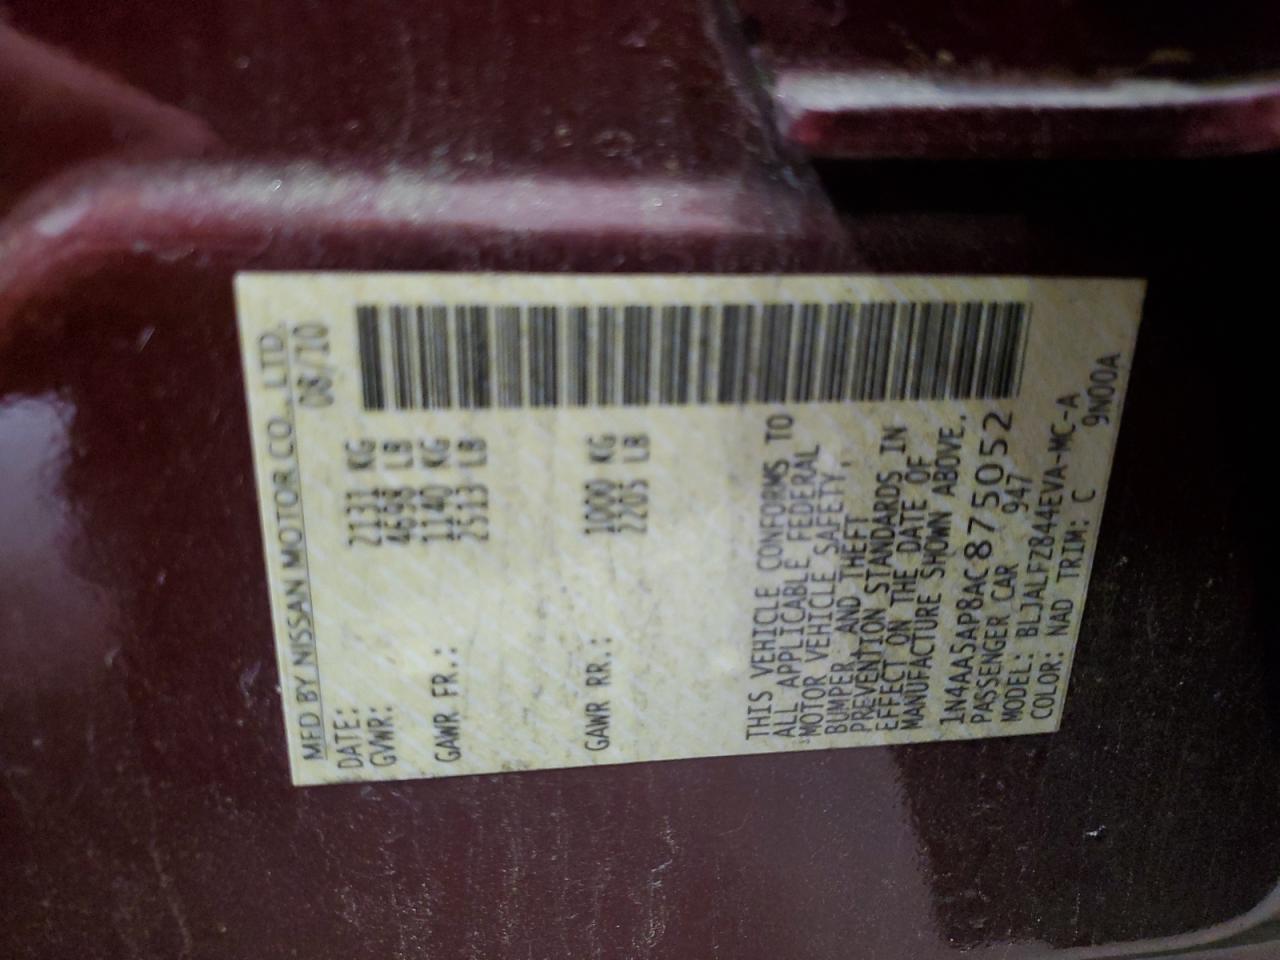 MFD BY NISSAN MOTOR CO., LTD.
DATE: 08/10
GVWR: 2131 KG
4698 LB
GAWR FR.: 1140 KG
2513 LB
GAWR RR.: 1000 KG
2205 LB
THIS VEHICLE CONFORMS TO
ALL APPLICABLE FEDERAL
MOTOR VEHICLE SAFETY,
BUMPER, AND THEFT
PREVENTION STANDARDS IN
EFFECT ON THE DATE OF
MANUFACTURE SHOWN ABOVE.
1N4AA5AP8AC875052
PASSENGER CAR 947
MODEL: BLJALFZ844EVA-MC-A
COLOR: NAD TRIM: C 9N00A